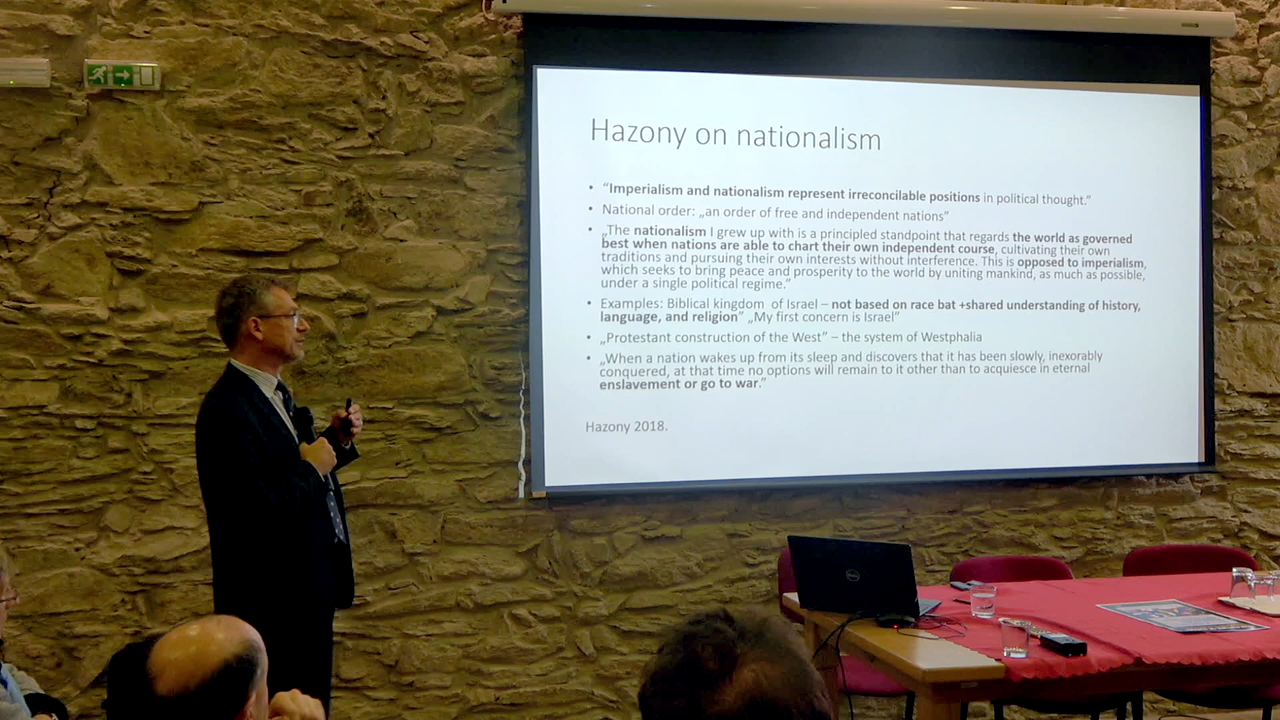 Hazony on nationalism
• “Imperialism and nationalism represent irreconcilable positions in political thought.”
• National order: „an order of free and independent nations”
• „The nationalism I grew up with is a principled standpoint that regards the world as governed
best when nations are able to chart their own independent course, cultivating their own
traditions and pursuing their own interests without interference. This is opposed to imperialism,
which seeks to bring peace and prosperity to the world by uniting mankind, as much as possible,
under a single political regime.”
• Examples: Biblical kingdom of Israel – not based on race bat +shared understanding of history,
language, and religion” „My first concern is Israel”
• „Protestant construction of the West” – the system of Westphalia
• „When a nation wakes up from its sleep and discovers that it has been slowly, inexorably
conquered, at that time no options will remain to it other than to acquiesce in eternal
enslavement or go to war.”
Hazony 2018.
DELL